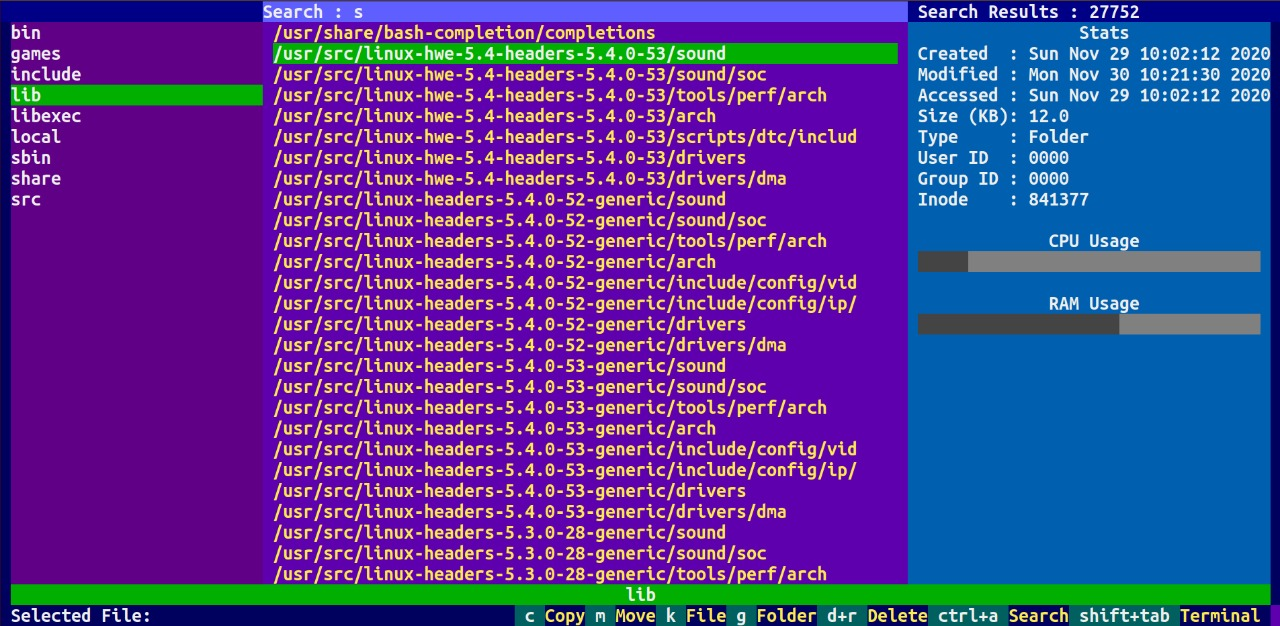 Search : s
Search Results : 27752
bin
games
include
lib
libexec
local
sbin
share
src
/usr/share/bash-completion/completions
/usr/src/linux-hwe-5.4-headers-5.4.0-53/sound
/usr/src/linux-hwe-5.4-headers-5.4.0-53/sound/soc
/usr/src/linux-hwe-5.4-headers-5.4.0-53/tools/perf/arch
/usr/src/linux-hwe-5.4-headers-5.4.0-53/arch
/usr/src/linux-hwe-5.4-headers-5.4.0-53/scripts/dtc/includ
/usr/src/linux-hwe-5.4-headers-5.4.0-53/drivers
/usr/src/linux-hwe-5.4-headers-5.4.0-53/drivers/dma
/usr/src/linux-headers-5.4.0-52-generic/sound
/usr/src/linux-headers-5.4.0-52-generic/sound/soc
/usr/src/linux-headers-5.4.0-52-generic/tools/perf/arch
/usr/src/linux-headers-5.4.0-52-generic/arch
/usr/src/linux-headers-5.4.0-52-generic/include/config/vid
/usr/src/linux-headers-5.4.0-52-generic/include/config/ip/
/usr/src/linux-headers-5.4.0-52-generic/drivers
/usr/src/linux-headers-5.4.0-52-generic/drivers/dma
/usr/src/linux-headers-5.4.0-53-generic/sound
/usr/src/linux-headers-5.4.0-53-generic/sound/soc
/usr/src/linux-headers-5.4.0-53-generic/tools/perf/arch
/usr/src/linux-headers-5.4.0-53-generic/arch
/usr/src/linux-headers-5.4.0-53-generic/include/config/vid
/usr/src/linux-headers-5.4.0-53-generic/include/config/ip/
/usr/src/linux-headers-5.4.0-53-generic/drivers
/usr/src/linux-headers-5.4.0-53-generic/drivers/dma
/usr/src/linux-headers-5.3.0-28-generic/sound
/usr/src/linux-headers-5.3.0-28-generic/sound/soc
/usr/src/linux-headers-5.3.0-28-generic/tools/perf/arch
Stats
Created  : Sun Nov 29 10:02:12 2020
Modified : Mon Nov 30 10:21:30 2020
Accessed : Sun Nov 29 10:02:12 2020
Size (KB): 12.0
Type     : Folder
User ID  : 0000
Group ID : 0000
Inode    : 841377
CPU Usage
RAM Usage
lib
Selected File:
c Copy m Move k File g Folder d+r Delete ctrl+a Search shift+tab Terminal